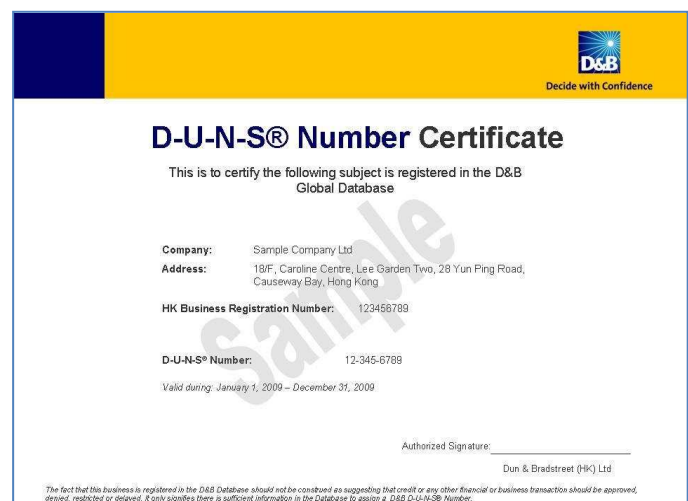 D&B
Decide with Confidence
D-U-N-S® Number Certificate
This is to certify the following subject is registered in the D&B
Global Database
Sample
Company: Sample Company Ltd
Address: 18/F, Caroline Centre, Lee Garden Two, 28 Yun Ping Road,
Causeway Bay, Hong Kong
HK Business Registration Number: 123456789
D-U-N-S® Number: 12-345-6789
Valid during: January 1, 2009 – December 31, 2009
Authorized Signature:
Dun & Bradstreet (HK) Ltd
The fact that this business is registered in the D&B Database should not be construed as suggesting that credit or any other financial or business transaction should be approved,
denied, restricted or delayed. It only signifies there is sufficient information in the Database to assign a D&B D-U-N-S® Number.